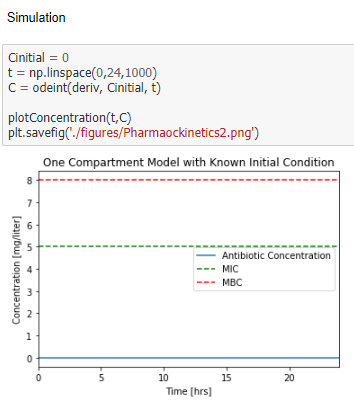 Simulation
Cinitial = 0
t = np.linspace(0,24,1000)
C = odeint(deriv, Cinitial, t)
plotConcentration(t,C)
plt.savefig('./figures/Pharmaockinetics2.png')
One Compartment Model with Known Initial Condition
Concentration [mg/liter]
8
7
6
5
4
3
2
1
0
Antibiotic Concentration
MIC
MBC
0 5 10 15 20
Time [hrs]